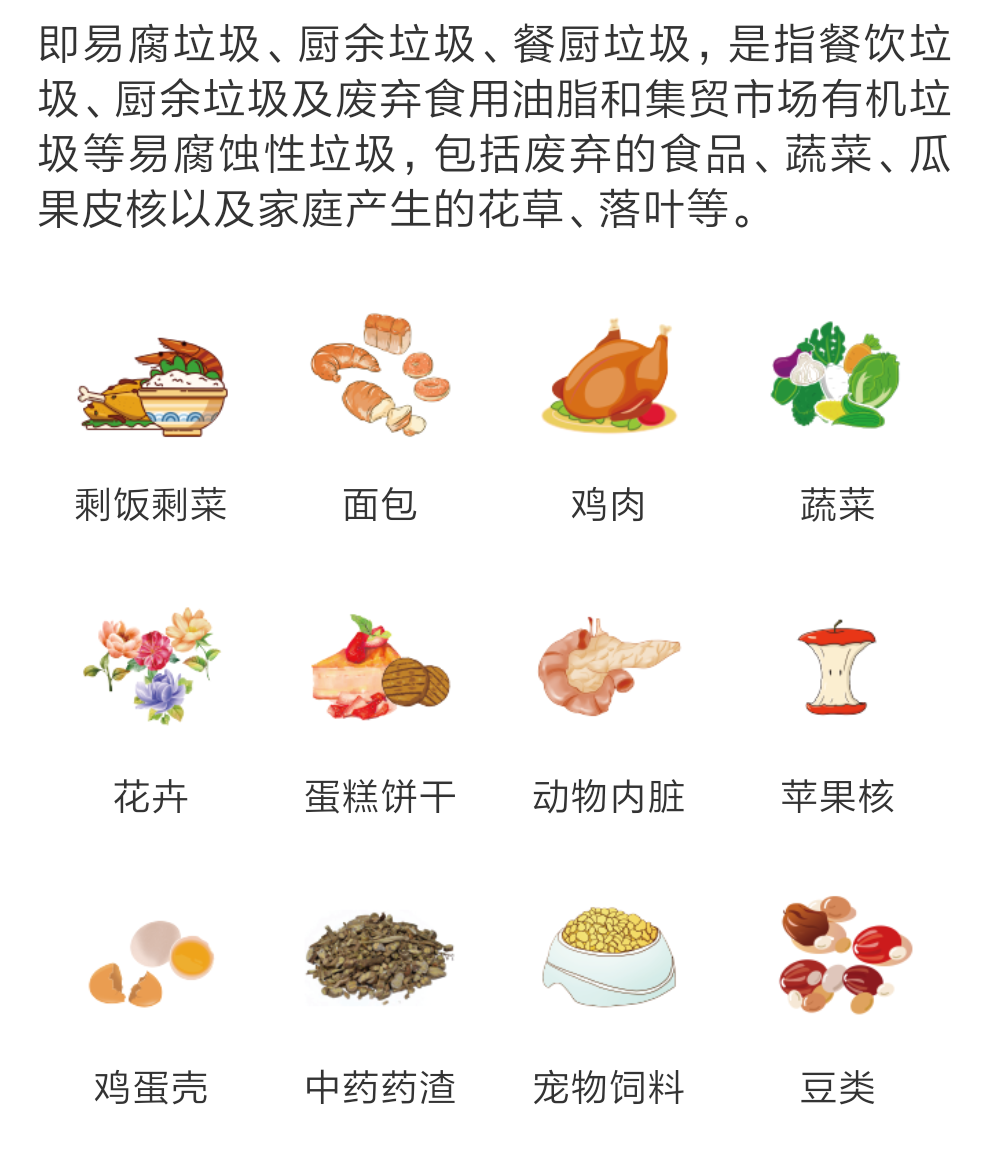 即易腐垃圾、厨余垃圾、餐厨垃圾，是指餐饮垃
圾、厨余垃圾及废弃食用油脂和集贸市场有机垃
圾等易腐蚀性垃圾，包括废弃的食品、蔬菜、瓜
果皮核以及家庭产生的花草、落叶等。
剩饭剩菜
面包
鸡肉
蔬菜
花卉
蛋糕饼干
动物内脏
苹果核
鸡蛋壳
中药药渣
宠物饲料
豆类